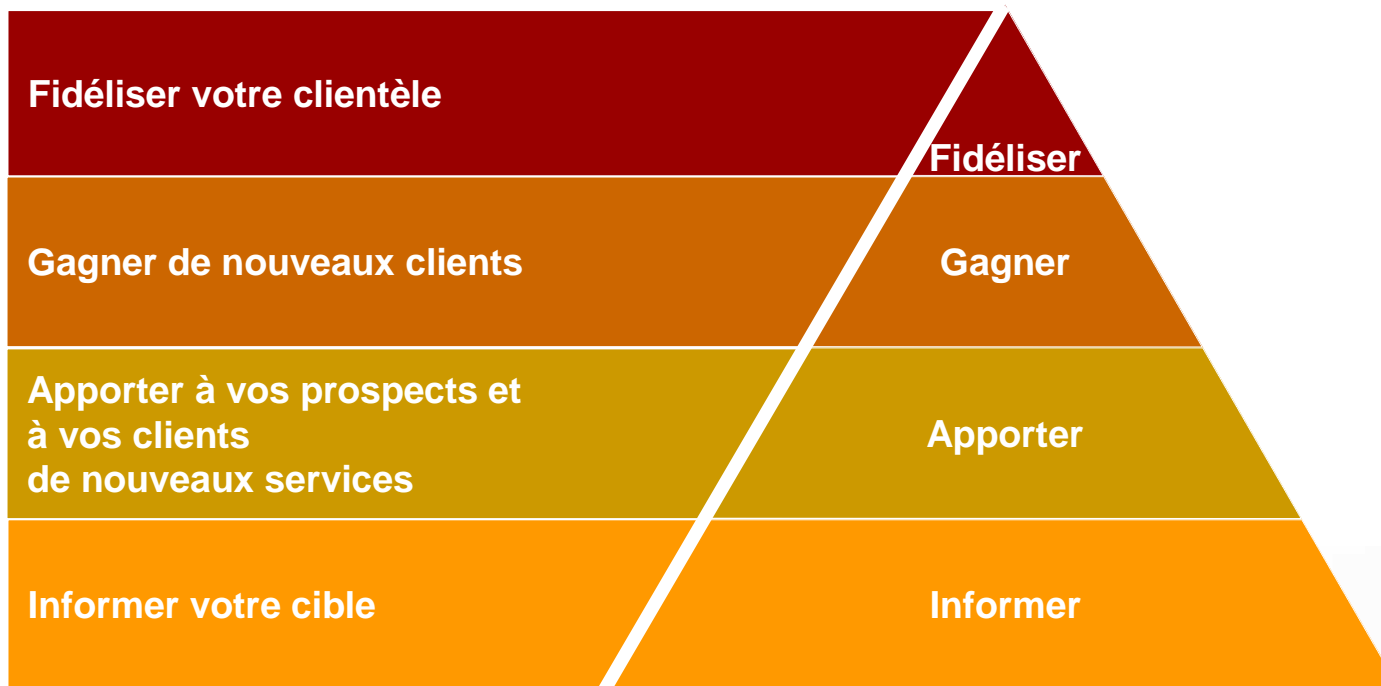 Fidéliser votre clientèle
Fidéliser
Gagner de nouveaux clients
Gagner
Apporter à vos prospects et
à vos clients
de nouveaux services
Apporter
Informer votre cible
Informer